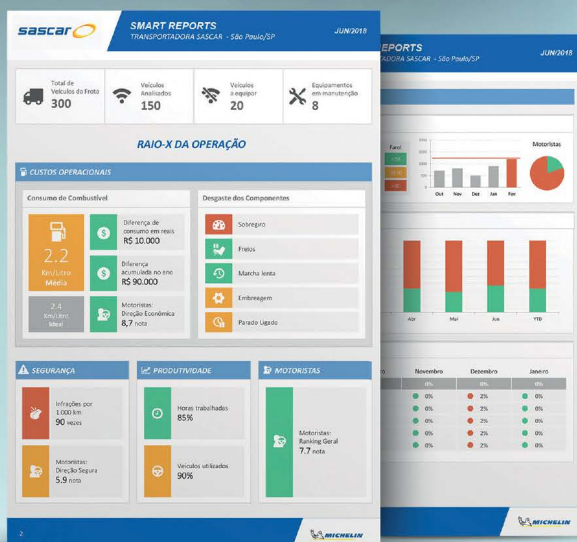 sascar
SMART REPORTS
TRANSPORTADORA SASCAR - São Paulo/SP
JUN/2018
Total de
Veículos da Frota
300
Veículos
Analisados
150
Veículos
a equipar
20
Equipamentos
em manutenção
8
RAIO-X DA OPERAÇÃO
CUSTOS OPERACIONAIS
Consumo de Combustível
2.2
Km/Litro
Média
2.4
Km/Litro
Ideal
Diferença de
consumo em reais
R$ 10.000
Diferença
acumulada no ano
R$ 90.000
Motoristas:
Direção Econômica
8,7 nota
Desgaste dos Componentes
Sobregiro
Freios
Marcha lenta
Embreagem
Parado Ligado
SEGURANÇA
Infrações por
1.000 km
90 vezes
Motoristas:
Direção Segura
5.9 nota
PRODUTIVIDADE
Horas trabalhadas
85%
Veículos utilizados
90%
MOTORISTAS
Motoristas:
Ranking Geral
7.7 nota
2
MICHELIN
EPORTS
ADORA SASCAR - São Paulo/SP
JUN/2018
Farol
Out Nov Dez Jan Fev
Motoristas
Abr Mai Jun YTD
Novembro Dezembro Janeiro
0% 0% 0%
0% 2% 0%
0% 2% 0%
0% 2% 0%
0% 2% 0%
0% 2% 0%
MICHELIN